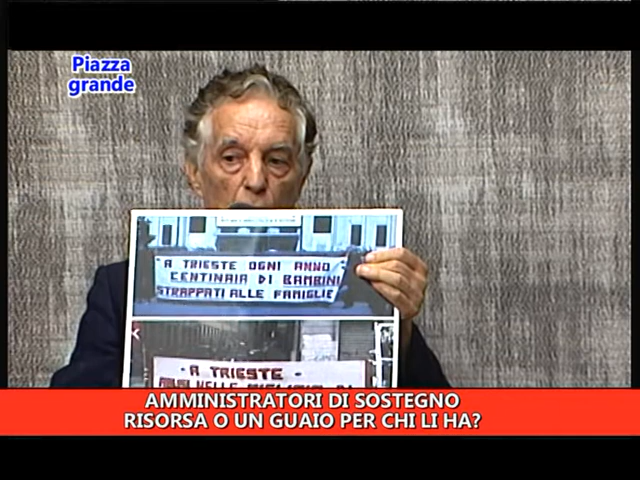 Piazza
grande
"A TRIESTE OGNI ANNO
CENTINAIA DI BAMBINI
STRAPPATI ALLE FAMIGLIE"
"A TRIESTE
AMMINISTRATORI DI SOSTEGNO
RISORSA O UN GUAIO PER CHI LI HA?